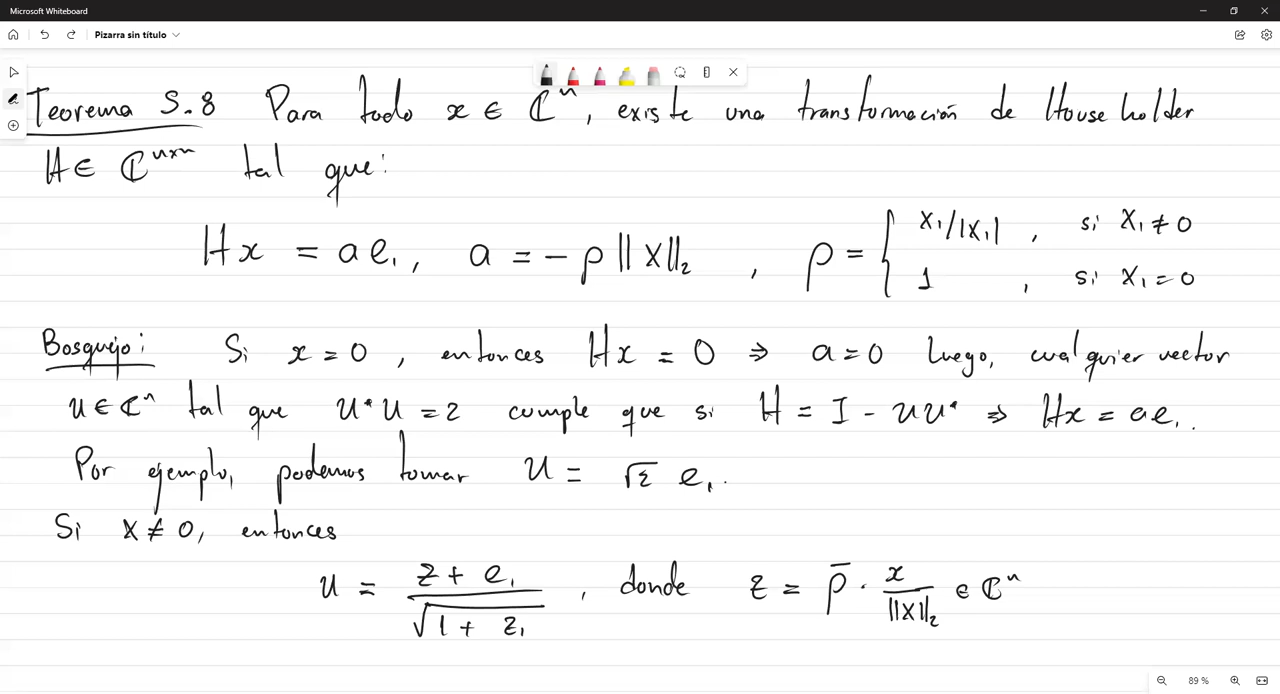 Microsoft Whiteboard
Pizarra sin título
Teorema 5.8 Para todo x ∈ ℂⁿ, existe una transformación de Householder
H ∈ ℂⁿˣⁿ tal que:
Hx = ae₁, a = -ρ||x||₂, ρ = { x₁/|x₁|, si x₁ ≠ 0
1, si x₁ = 0
Bosquejo: Si x = 0, entonces Hx = 0 ⇒ a = 0 Luego, cualquier vector
u ∈ ℂⁿ tal que u*u = 2 cumple que si H = I - uu* ⇒ Hx = ae₁.
Por ejemplo, podemos tomar u = √2 e₁.
Si x ≠ 0, entonces
u = (z + e₁)/√(1 + z₁), donde z = ρ̄ · x/||x||₂ ∈ ℂⁿ
89 %